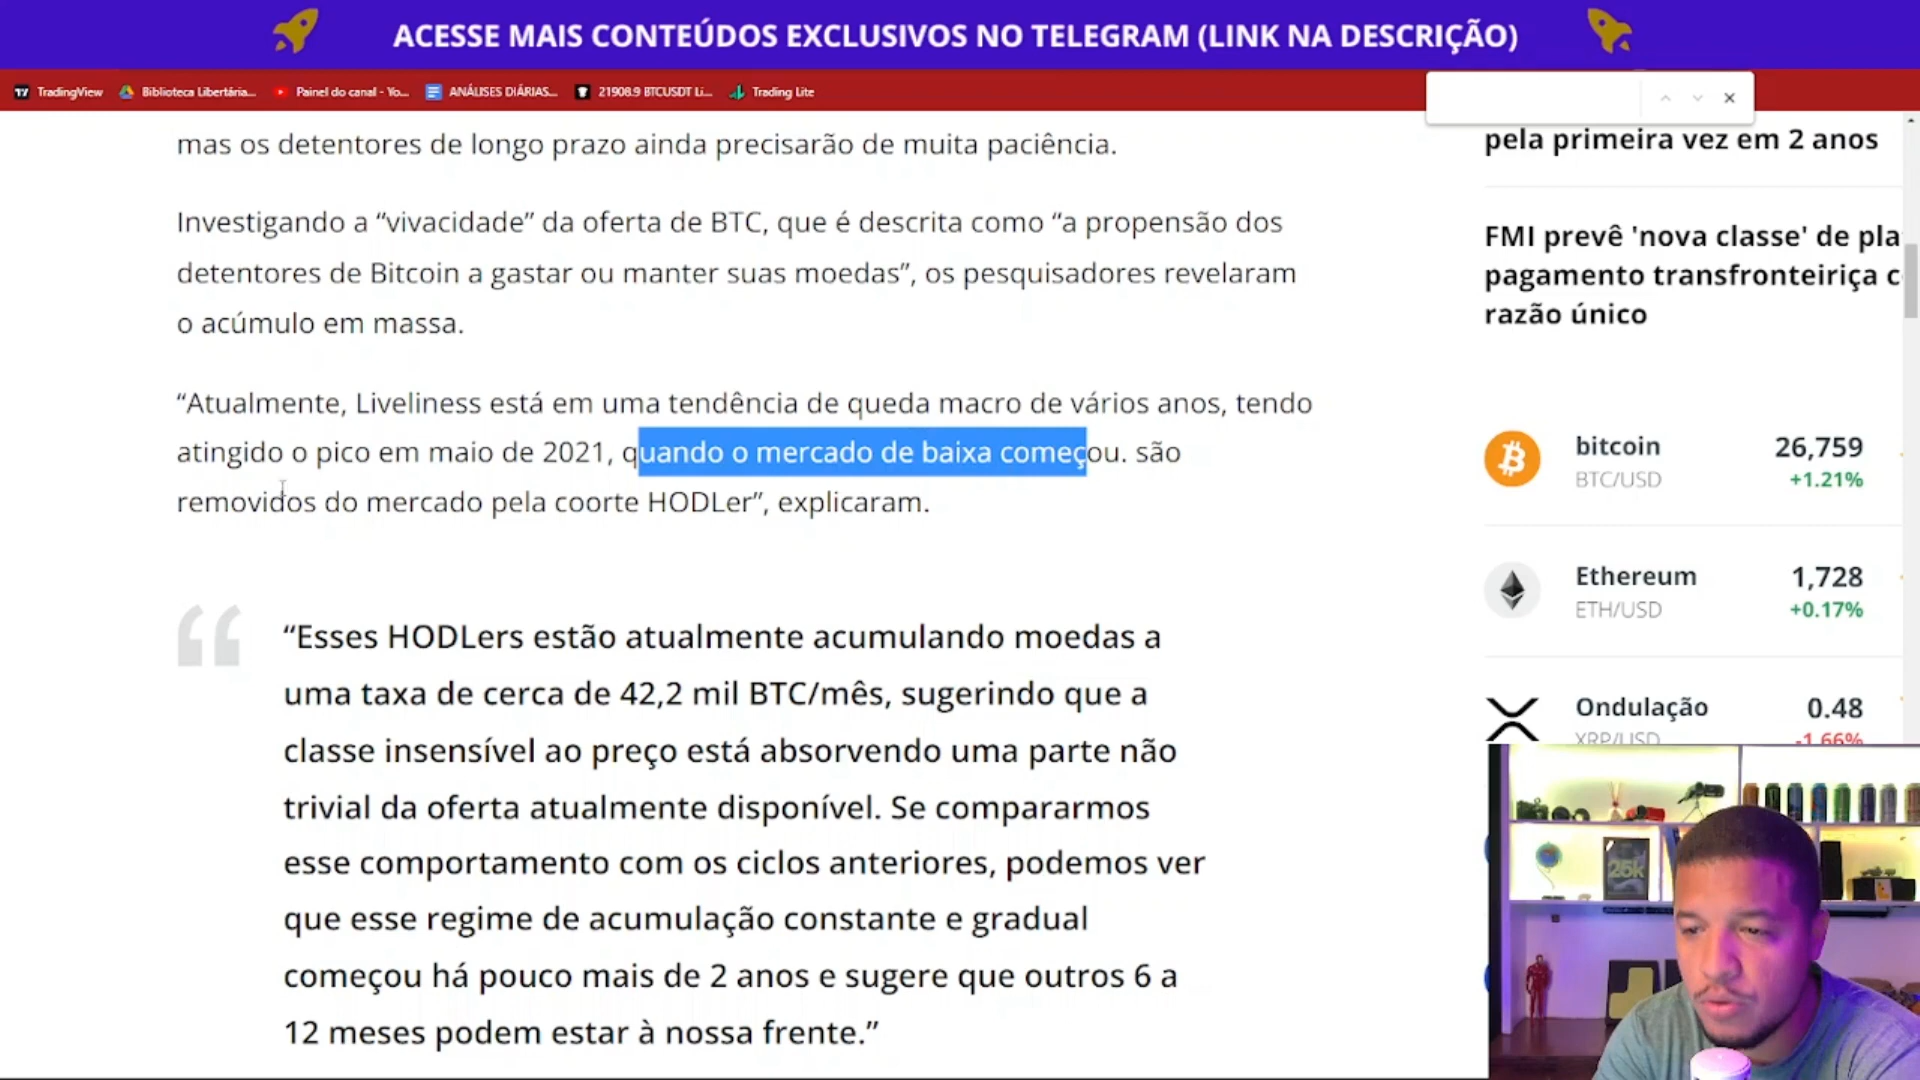 ACESSE MAIS CONTEÚDOS EXCLUSIVOS NO TELEGRAM (LINK NA DESCRIÇÃO)
TradingView
Biblioteca Libertária...
Painel do canal - Yo...
ANÁLISES DIÁRIAS...
21908.9 BTCUSDT Li...
Trading Lite
mas os detentores de longo prazo ainda precisarão de muita paciência.
Investigando a “vivacidade” da oferta de BTC, que é descrita como “a propensão dos
detentores de Bitcoin a gastar ou manter suas moedas”, os pesquisadores revelaram
o acúmulo em massa.
“Atualmente, Liveliness está em uma tendência de queda macro de vários anos, tendo
atingido o pico em maio de 2021, quando o mercado de baixa começou. são
removidos do mercado pela coorte HODLer”, explicaram.
“Esses HODLers estão atualmente acumulando moedas a
uma taxa de cerca de 42,2 mil BTC/mês, sugerindo que a
classe insensível ao preço está absorvendo uma parte não
trivial da oferta atualmente disponível. Se compararmos
esse comportamento com os ciclos anteriores, podemos ver
que esse regime de acumulação constante e gradual
começou há pouco mais de 2 anos e sugere que outros 6 a
12 meses podem estar à nossa frente.”
pela primeira vez em 2 anos
FMI prevê 'nova classe' de pla
pagamento transfronteiriça c
razão único
bitcoin 26,759
BTC/USD +1.21%
Ethereum 1,728
ETH/USD +0.17%
Ondulação 0.48
XRP/USD -1.66%
25k